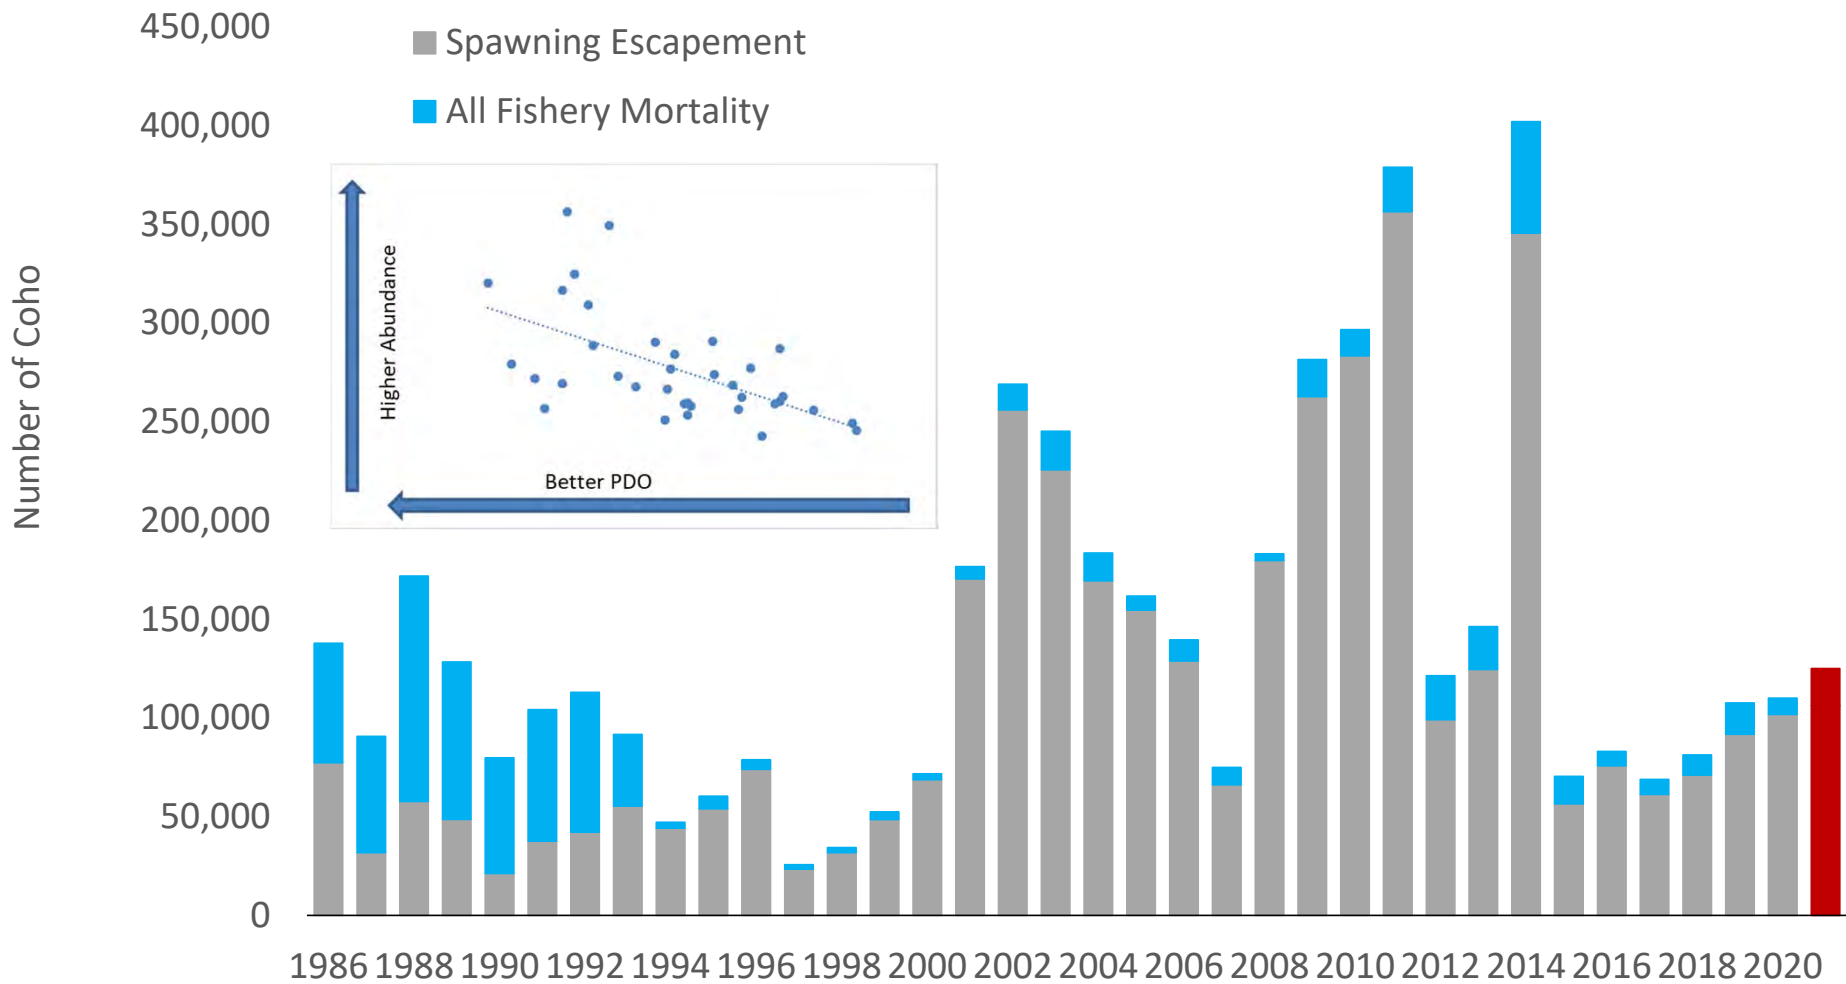 450,000
400,000
350,000
300,000
250,000
200,000
150,000
100,000
50,000
0
Number of Coho
Spawning Escapement
All Fishery Mortality
Higher Abundance
Better PDO
1986 1988 1990 1992 1994 1996 1998 2000 2002 2004 2006 2008 2010 2012 2014 2016 2018 2020